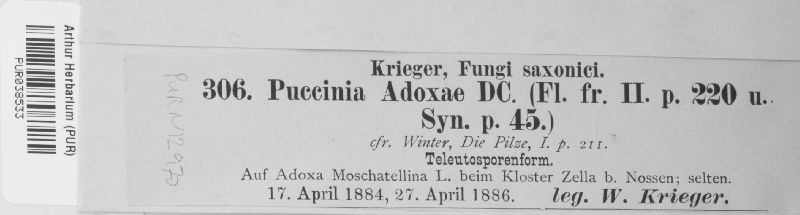 Arthur Herbarium (PUR)
PUR038533
Krieger, Fungi saxonici.
306. Puccinia Adoxae DC. (Fl. fr. II. p. 220 u.
Syn. p. 45.)
cfr. Winter, Die Pilze, I. p. 211.
Teleutosporenform.
Auf Adoxa Moschatellina L. beim Kloster Zella b. Nossen; selten.
17. April 1884, 27. April 1886. leg. W. Krieger.